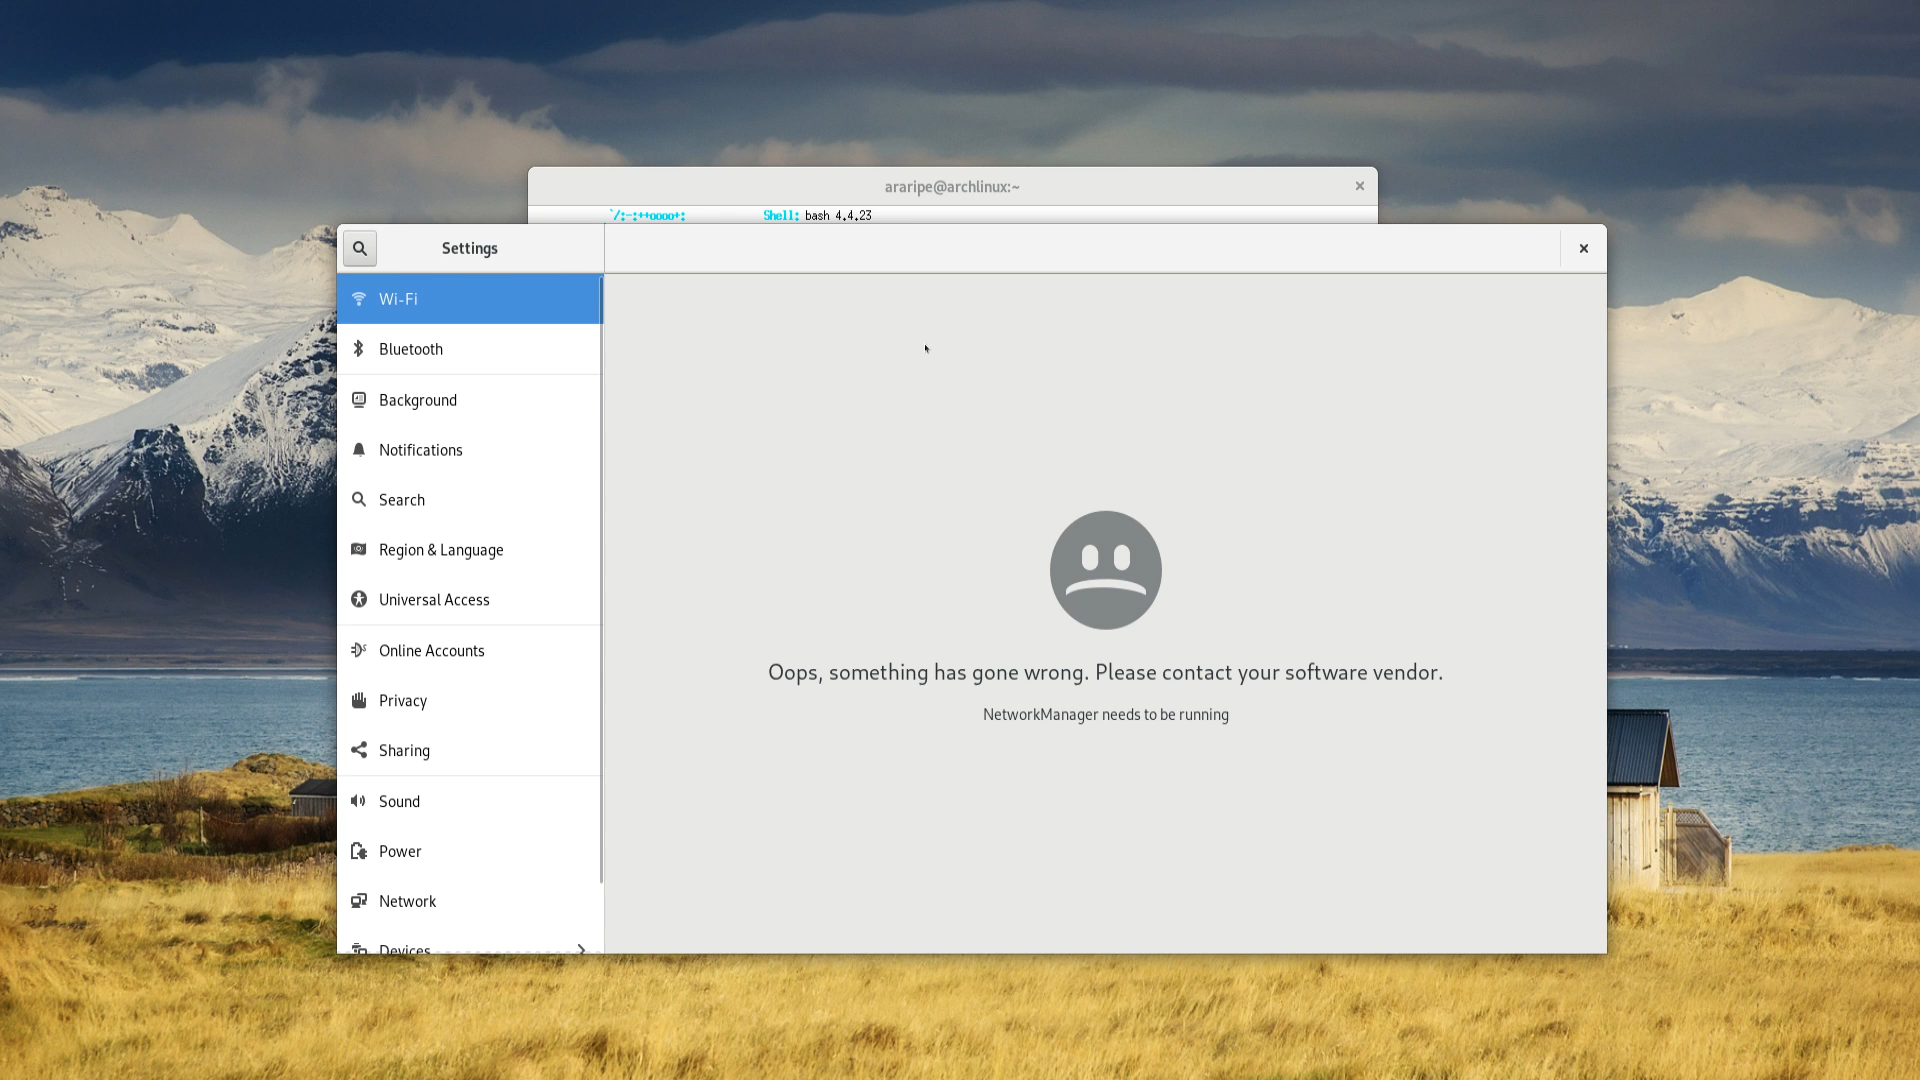 araripe@archlinux:~
`/:-:++oooo+:
Shell: bash 4.4.23
Settings
Wi-Fi
Bluetooth
Background
Notifications
Search
Region & Language
Universal Access
Online Accounts
Privacy
Sharing
Sound
Power
Network
Devices
Oops, something has gone wrong. Please contact your software vendor.
NetworkManager needs to be running